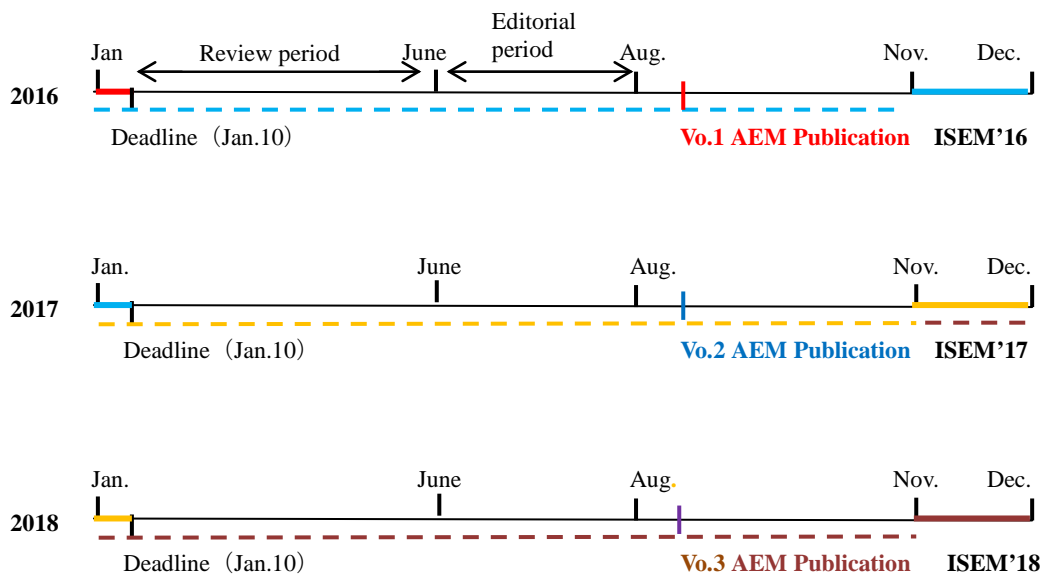 Editorial
period
Jan
Review period
June
Aug.
Nov.
Dec.
2016
Deadline（Jan.10）
Vo.1 AEM Publication
ISEM’16
Jan.
June
Aug.
Nov.
Dec.
2017
Deadline（Jan.10）
Vo.2 AEM Publication
ISEM’17
Jan.
June
Aug.
Nov.
Dec.
2018
Deadline（Jan.10）
Vo.3 AEM Publication
ISEM’18